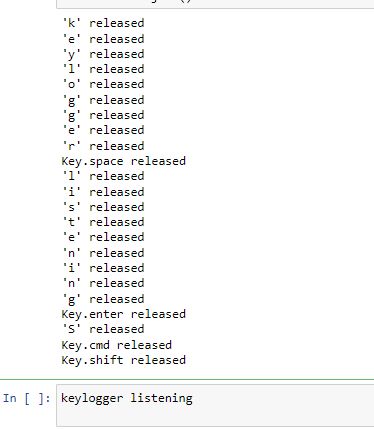 'k' released
'e' released
'y' released
'l' released
'o' released
'g' released
'g' released
'e' released
'r' released
Key.space released
'l' released
'i' released
's' released
't' released
'e' released
'n' released
'i' released
'n' released
'g' released
Key.enter released
'S' released
Key.cmd released
Key.shift released
In [ ]: keylogger listening